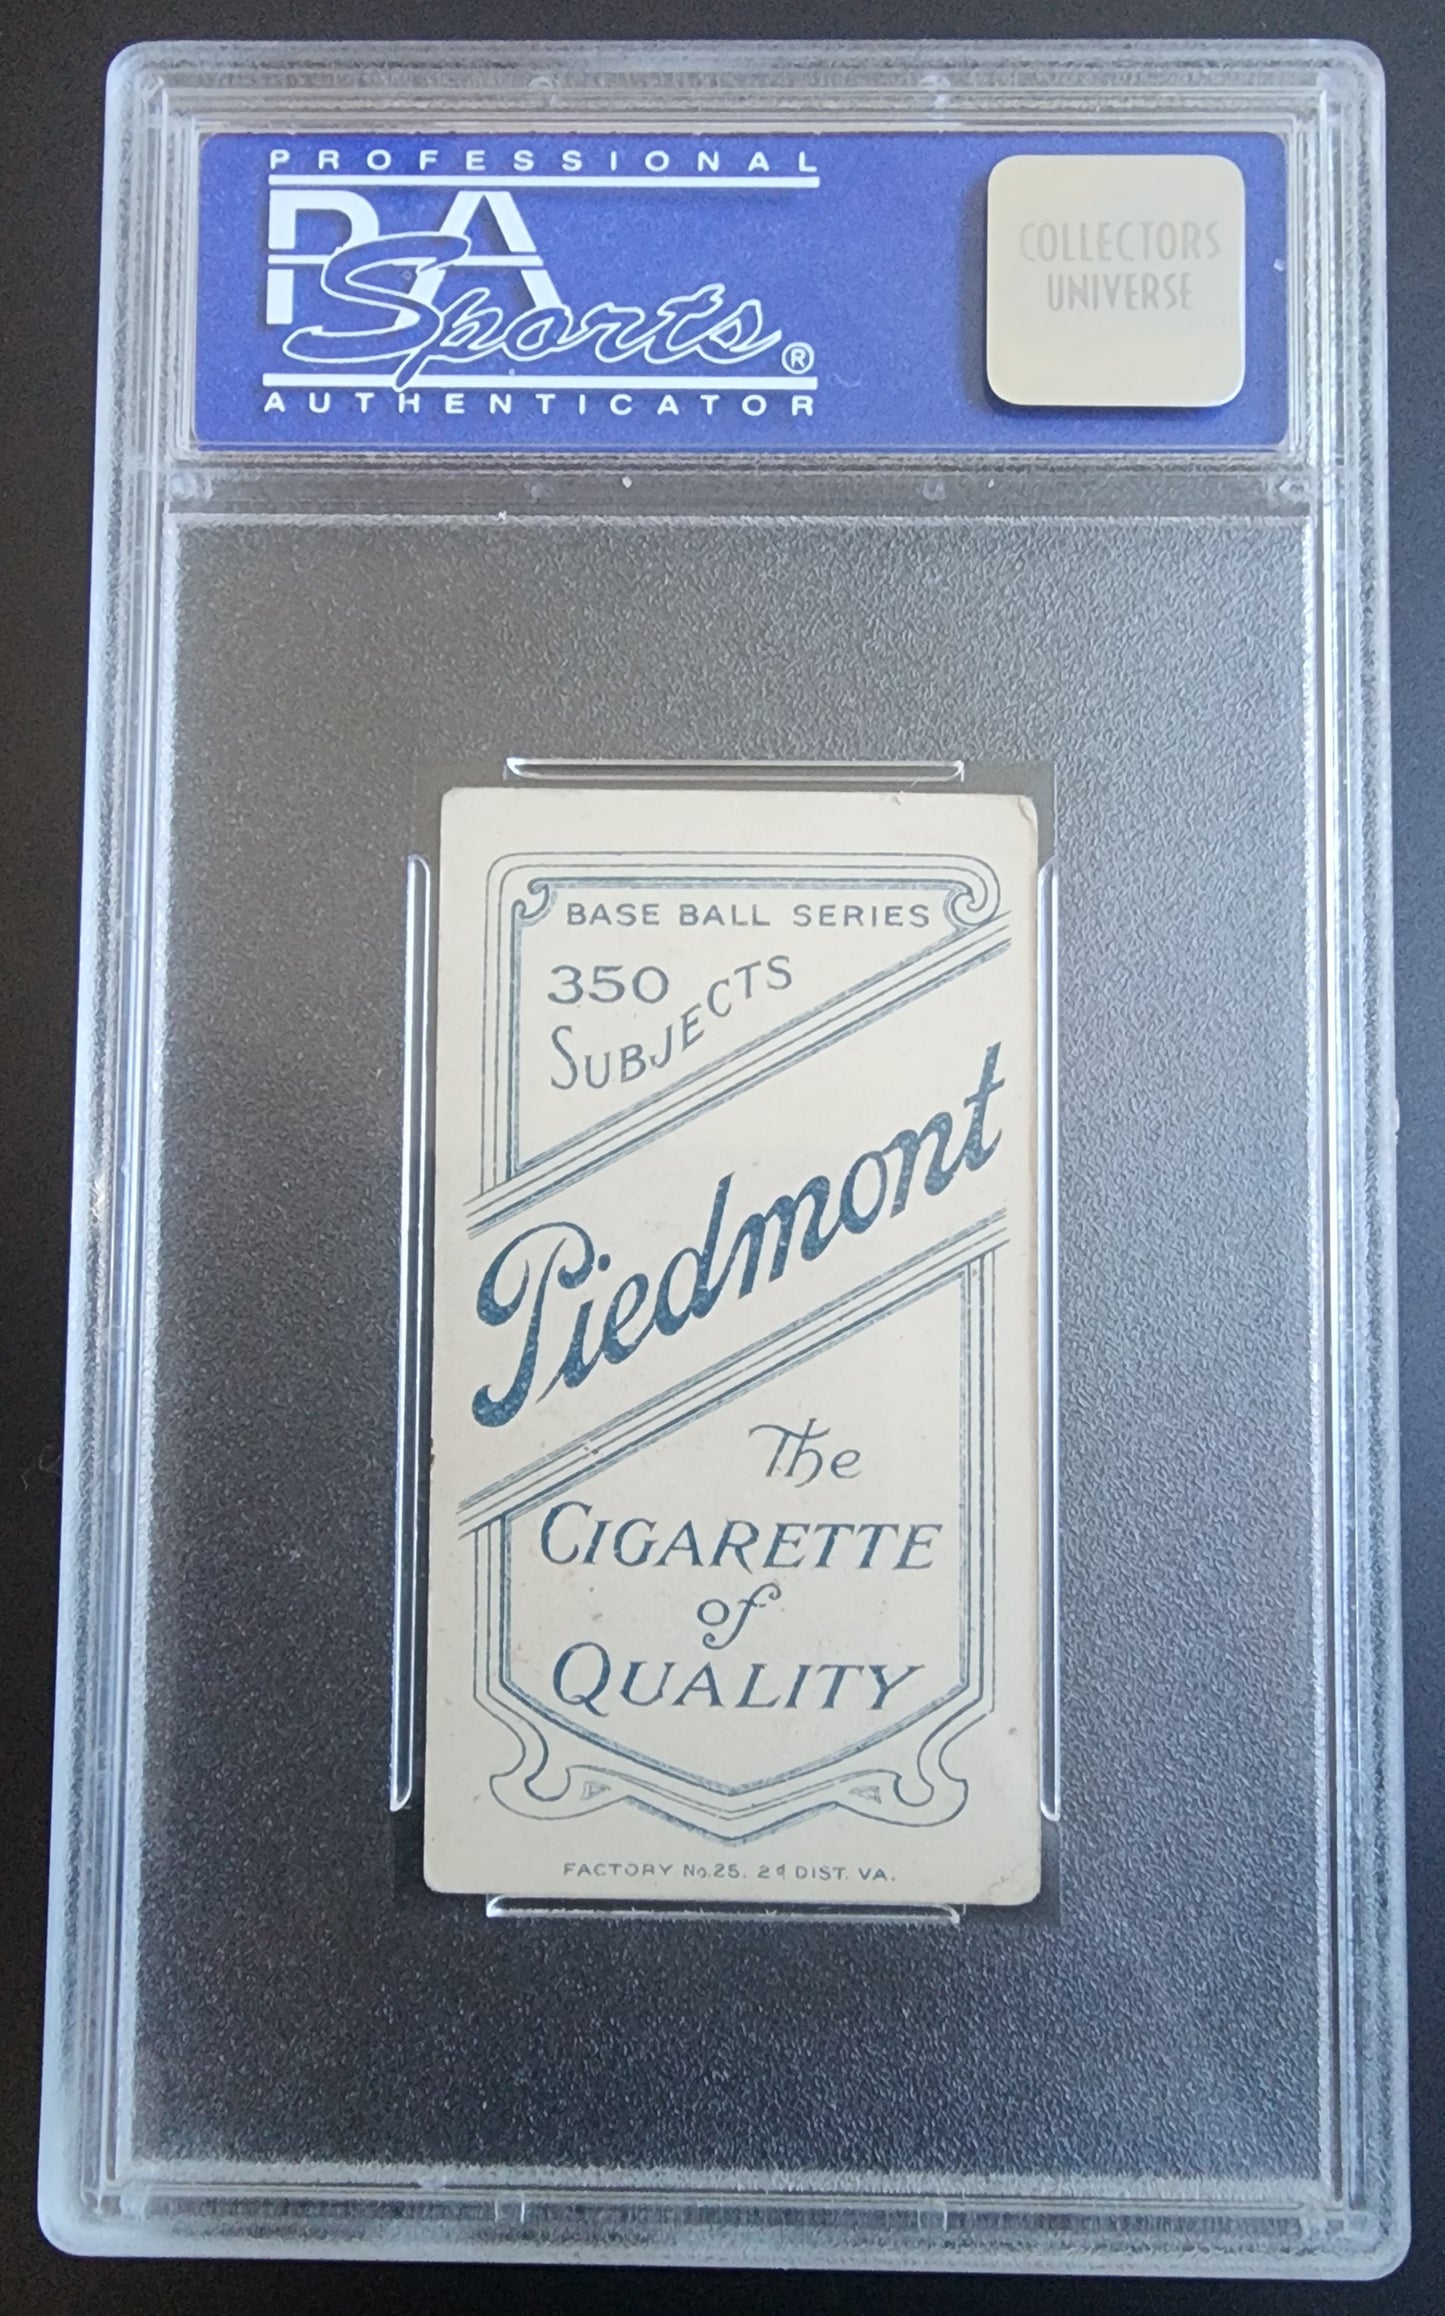 PROFESSIONAL
PSA
Sports®
AUTHENTICATOR
COLLECTORS
UNIVERSE
BASE BALL SERIES
350
SUBJECTS
Piedmont
The
CIGARETTE
of
QUALITY
FACTORY No.25. 2d DIST. VA.